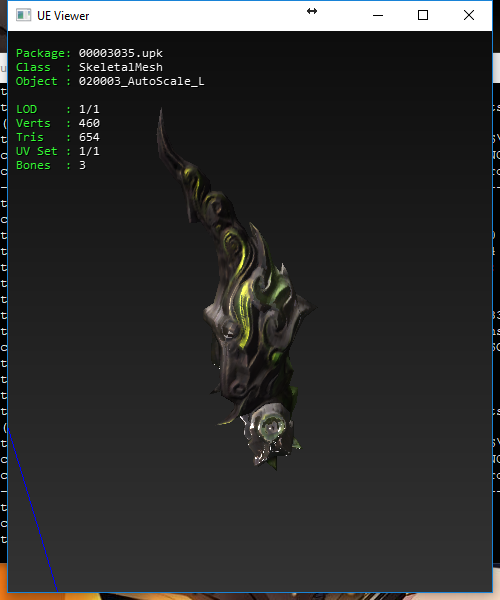 UE Viewer
Package: 00003035.upk
Class : SkeletalMesh
Object : 020003_AutoScale_L
LOD : 1/1
Verts : 460
Tris : 654
UV Set : 1/1
Bones : 3